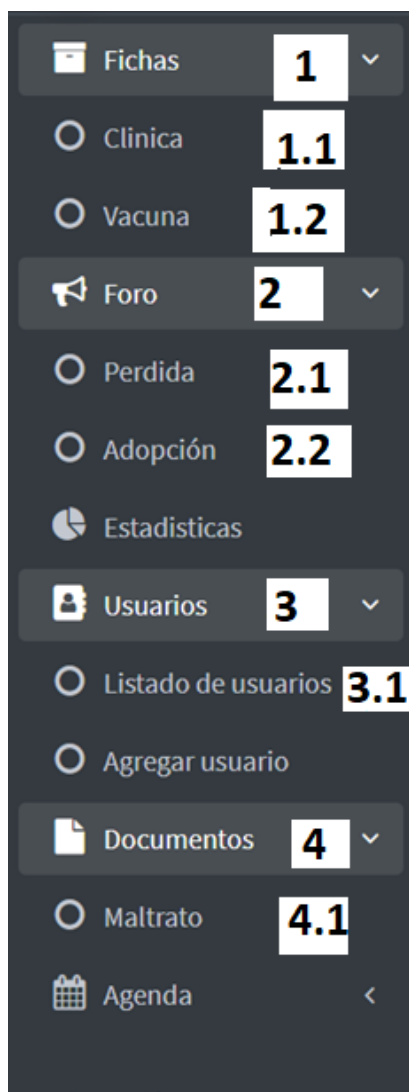 Fichas 1
Clinica 1.1
Vacuna 1.2
Foro 2
Perdida 2.1
Adopción 2.2
Estadisticas
Usuarios 3
Listado de usuarios 3.1
Agregar usuario
Documentos 4
Maltrato 4.1
Agenda